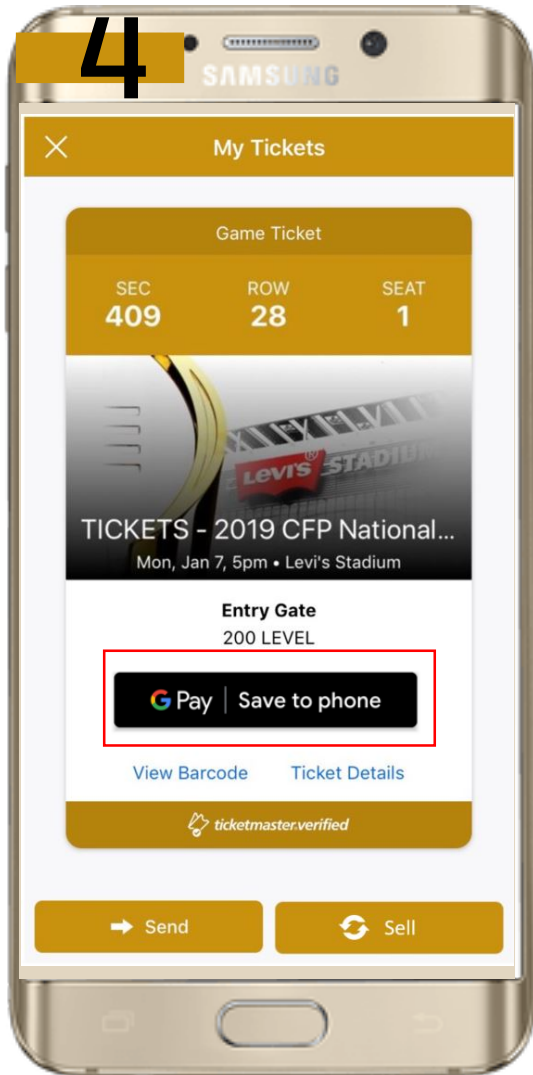 4
SAMSUNG
My Tickets
Game Ticket
SEC ROW SEAT
409 28 1
LEVI'S® STADIUM
TICKETS - 2019 CFP National...
Mon, Jan 7, 5pm • Levi's Stadium
Entry Gate
200 LEVEL
G Pay | Save to phone
View Barcode Ticket Details
ticketmaster.verified
Send Sell